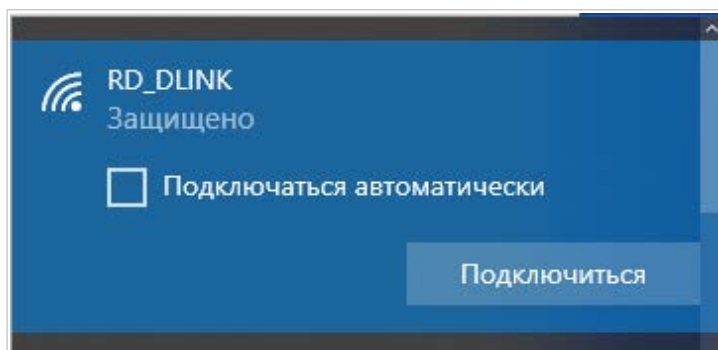 RD_DLINK
Защищено
Подключаться автоматически
Подключиться